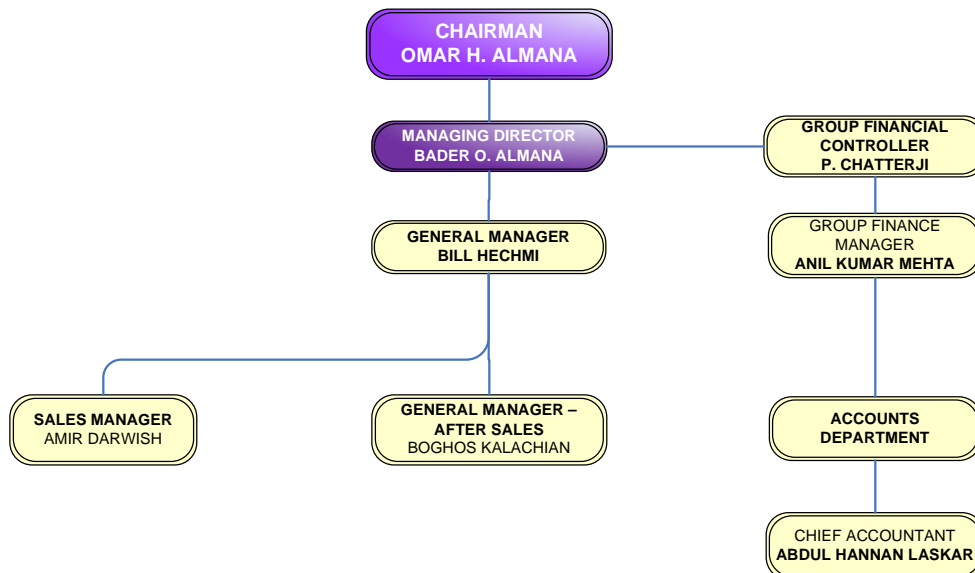 CHAIRMAN
OMAR H. ALMANA
MANAGING DIRECTOR
BADER O. ALMANA
GROUP FINANCIAL
CONTROLLER
P. CHATTERJI
GENERAL MANAGER
BILL HECHMI
GROUP FINANCE
MANAGER
ANIL KUMAR MEHTA
SALES MANAGER
AMIR DARWISH
GENERAL MANAGER –
AFTER SALES
BOGHOS KALACHIAN
ACCOUNTS
DEPARTMENT
CHIEF ACCOUNTANT
ABDUL HANNAN LASKAR